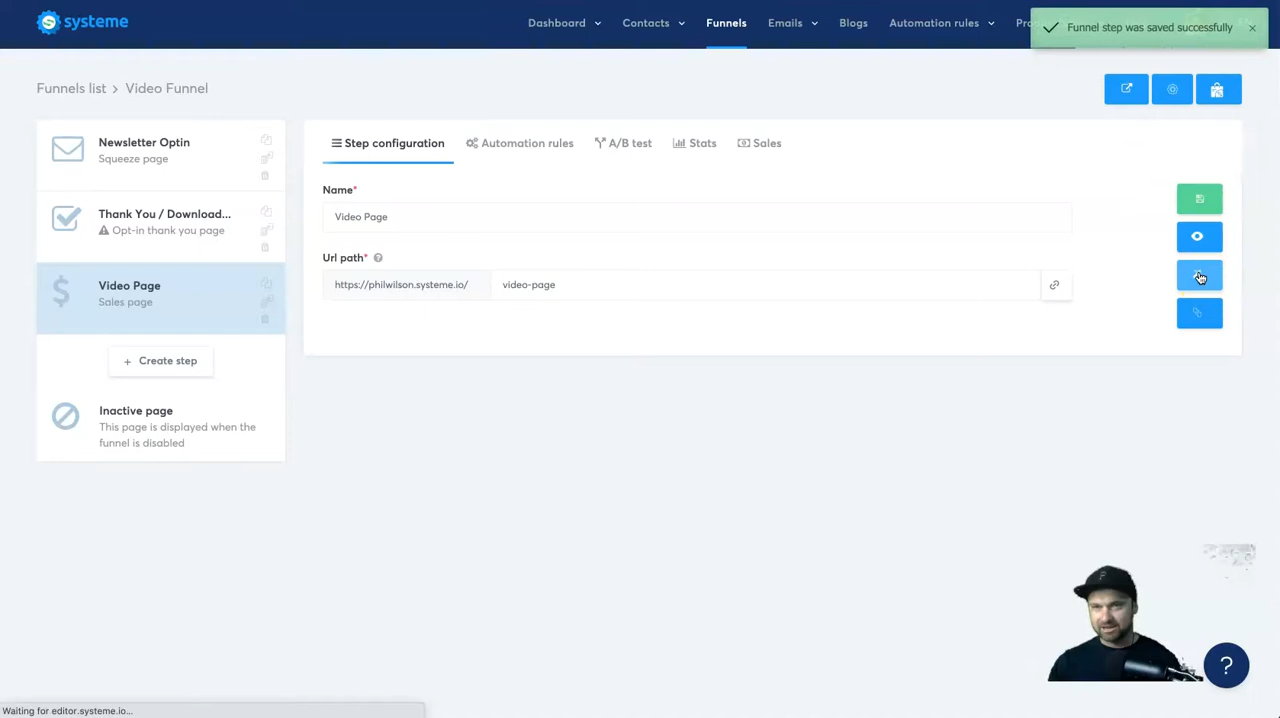 systeme
Dashboard
Contacts
Funnels
Emails
Blogs
Automation rules
Funnel step was saved successfully
Funnels list > Video Funnel
Newsletter Optin
Squeeze page
Thank You / Download...
Opt-in thank you page
Video Page
Sales page
+ Create step
Inactive page
This page is displayed when the
funnel is disabled
Step configuration
Automation rules
A/B test
Stats
Sales
Name*
Video Page
Url path*
https://philwilson.systeme.io/
video-page
?
Waiting for editor.systeme.io...